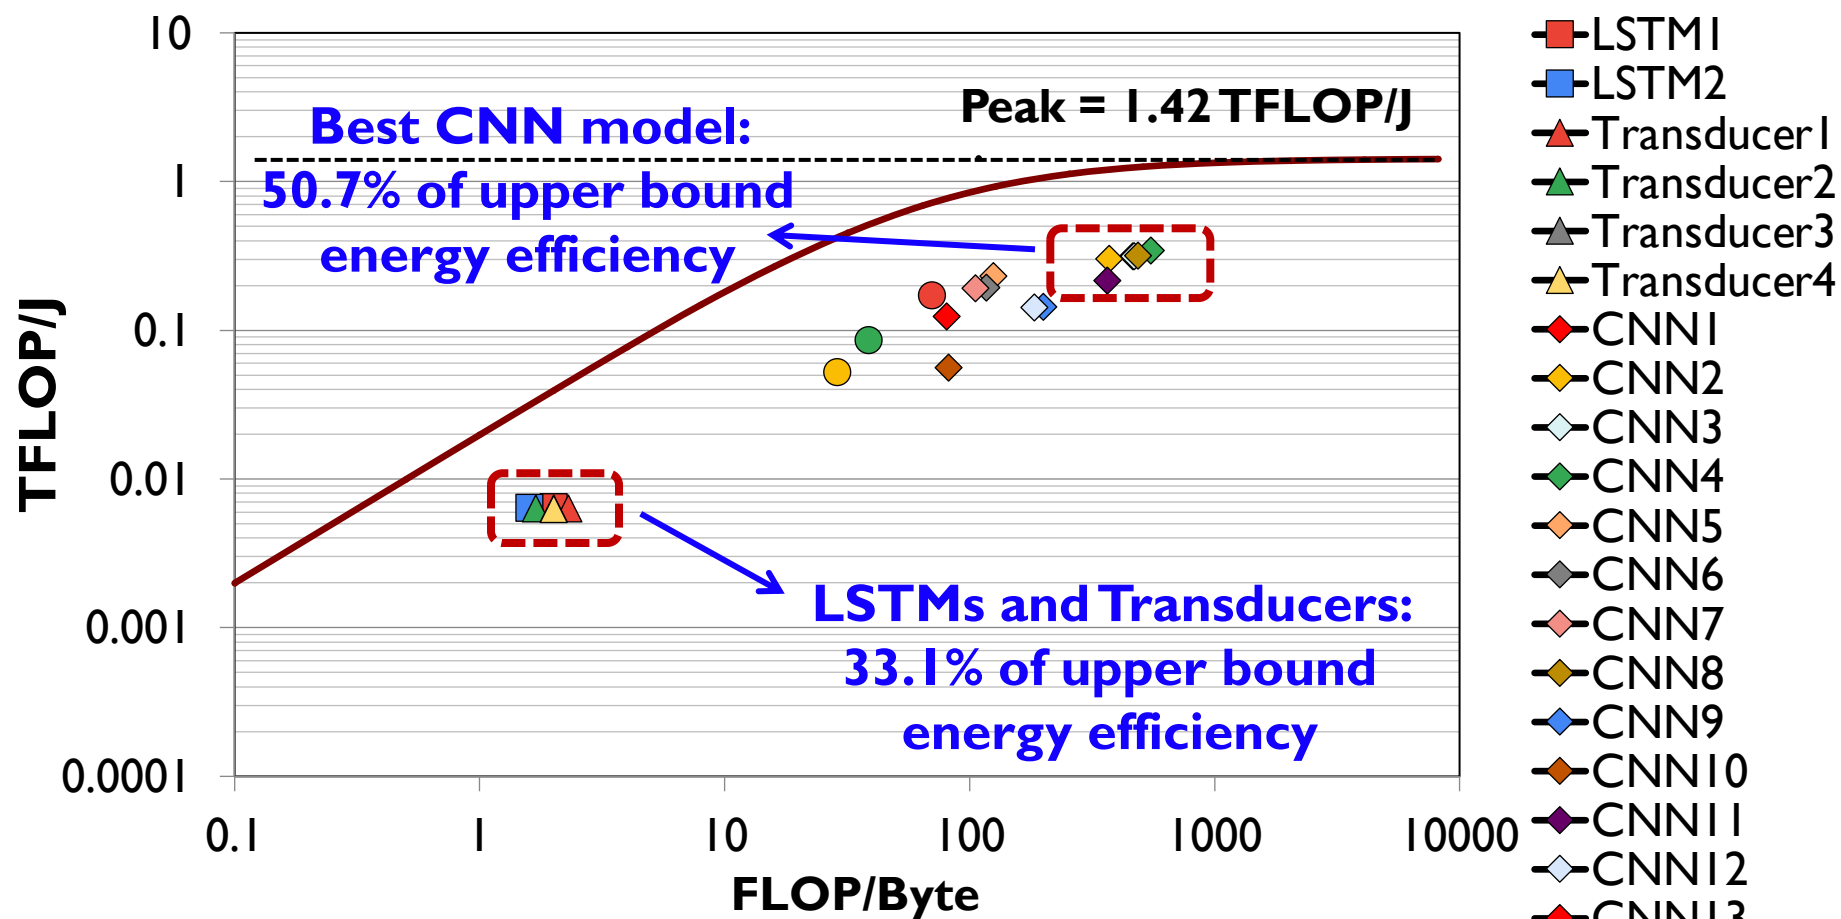 10
1
0.1
0.01
0.001
0.0001
TFLOP/J
0.1
1
10
100
1000
10000
FLOP/Byte
Peak = 1.42 TFLOP/J
Best CNN model:
50.7% of upper bound
energy efficiency
LSTMs and Transducers:
33.1% of upper bound
energy efficiency
LSTM1
LSTM2
Transducer1
Transducer2
Transducer3
Transducer4
CNN1
CNN2
CNN3
CNN4
CNN5
CNN6
CNN7
CNN8
CNN9
CNN10
CNN11
CNN12
CNN13